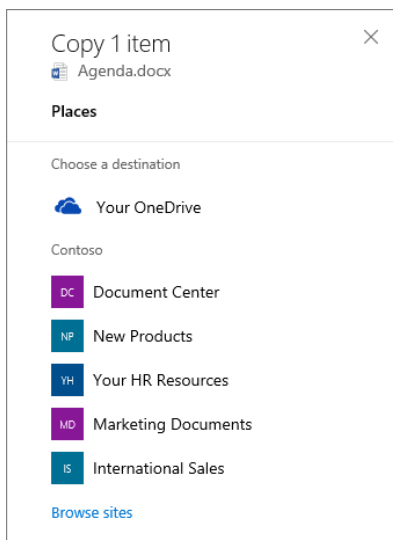 Copy 1 item
Agenda.docx
Places
Choose a destination
Your OneDrive
Contoso
DC Document Center
NP New Products
YH Your HR Resources
MD Marketing Documents
IS International Sales
Browse sites